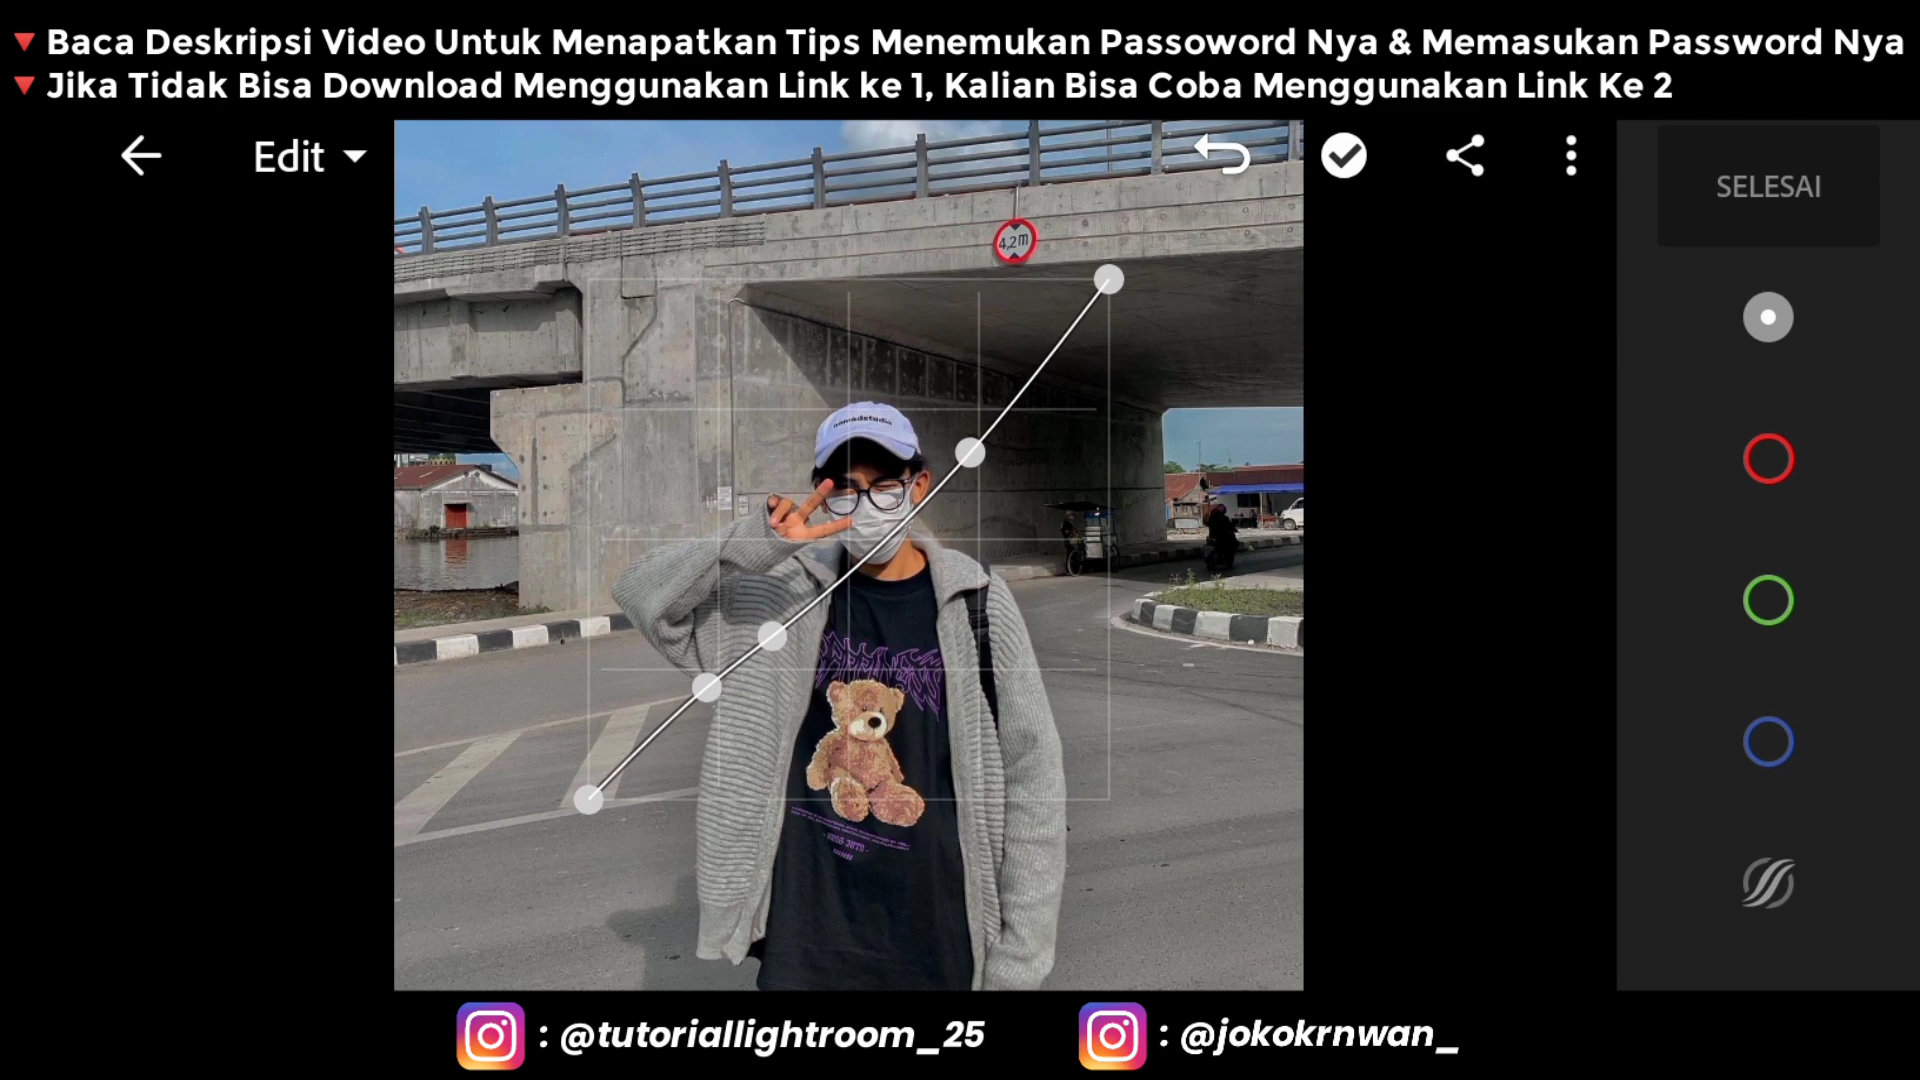 Baca Deskripsi Video Untuk Menapatkan Tips Menemukan Passoword Nya & Memasukan Password Nya
Jika Tidak Bisa Download Menggunakan Link ke 1, Kalian Bisa Coba Menggunakan Link Ke 2
Edit
SELESAI
4,2m
: @tutoriallightroom_25
: @jokokrnwan_